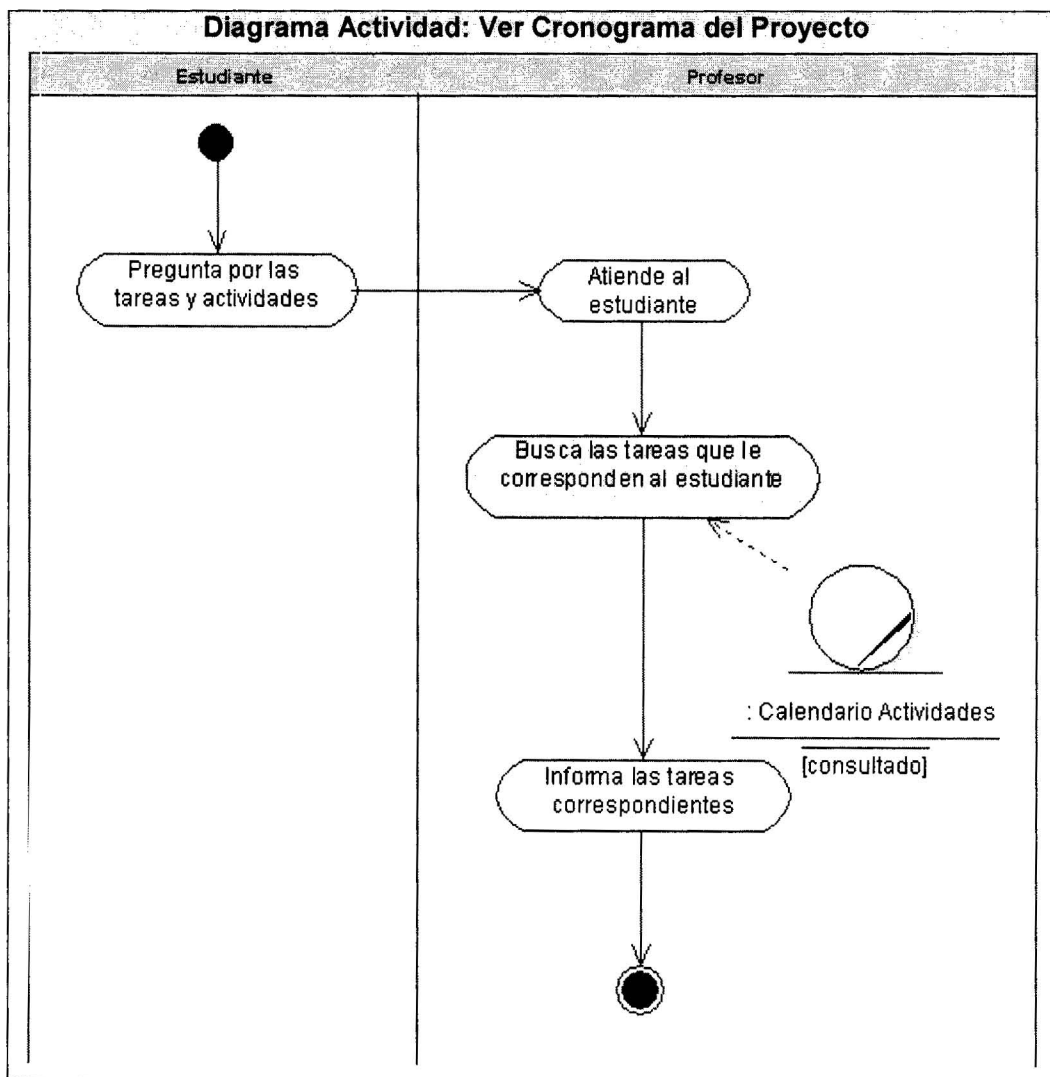 Diagrama Actividad: Ver Cronograma del Proyecto
Estudiante
Profesor
Pregunta por las
tareas y actividades
Atiende al
estudiante
Busca las tareas que le
corresponden al estudiante
: Calendario Actividades
[consultado]
Informa las tareas
correspondientes